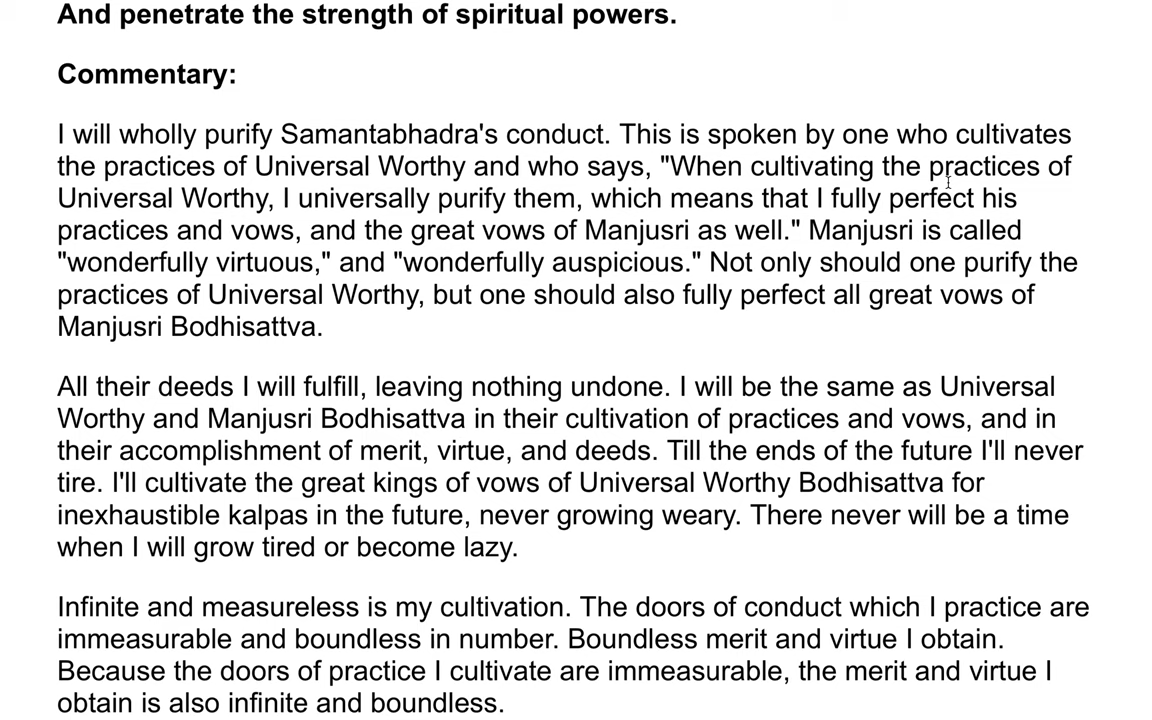 And penetrate the strength of spiritual powers.
Commentary:
I will wholly purify Samantabhadra's conduct. This is spoken by one who cultivates
the practices of Universal Worthy and who says, "When cultivating the practices of
Universal Worthy, I universally purify them, which means that I fully perfect his
practices and vows, and the great vows of Manjusri as well." Manjusri is called
"wonderfully virtuous," and "wonderfully auspicious." Not only should one purify the
practices of Universal Worthy, but one should also fully perfect all great vows of
Manjusri Bodhisattva.
All their deeds I will fulfill, leaving nothing undone. I will be the same as Universal
Worthy and Manjusri Bodhisattva in their cultivation of practices and vows, and in
their accomplishment of merit, virtue, and deeds. Till the ends of the future I'll never
tire. I'll cultivate the great kings of vows of Universal Worthy Bodhisattva for
inexhaustible kalpas in the future, never growing weary. There never will be a time
when I will grow tired or become lazy.
Infinite and measureless is my cultivation. The doors of conduct which I practice are
immeasurable and boundless in number. Boundless merit and virtue I obtain.
Because the doors of practice I cultivate are immeasurable, the merit and virtue I
obtain is also infinite and boundless.